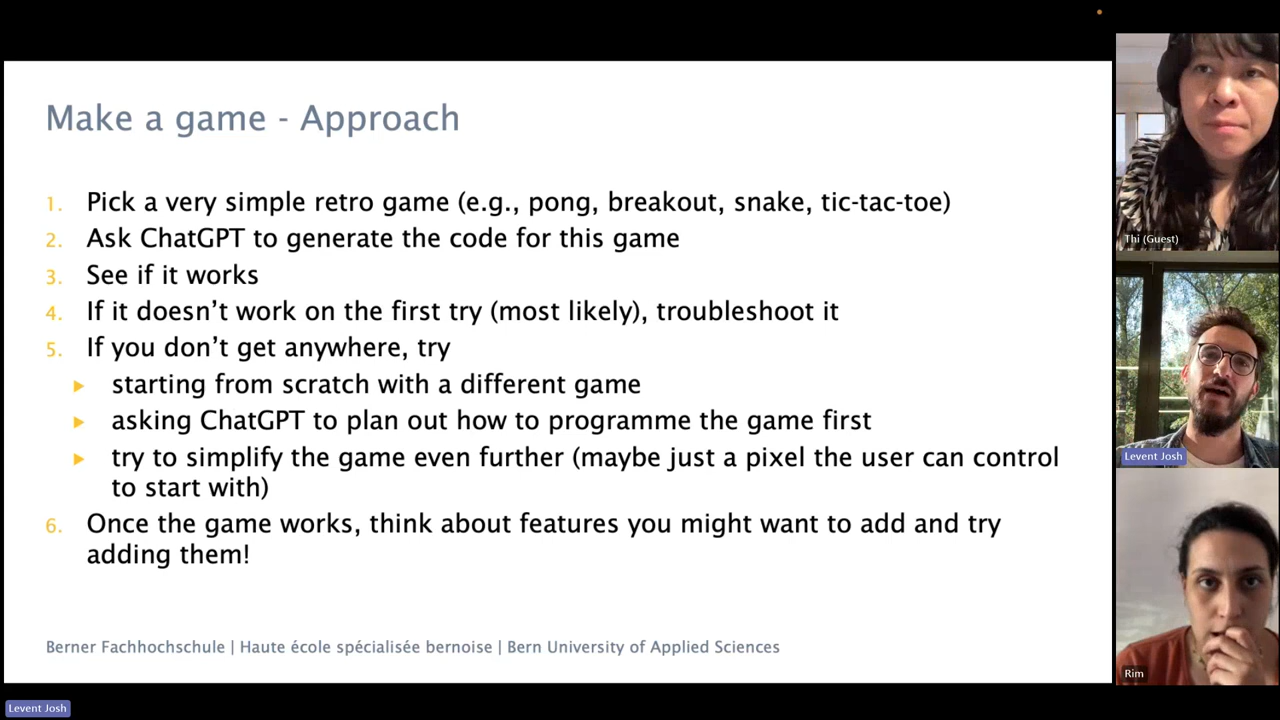 Make a game - Approach
1. Pick a very simple retro game (e.g., pong, breakout, snake, tic-tac-toe)
2. Ask ChatGPT to generate the code for this game
3. See if it works
4. If it doesn’t work on the first try (most likely), troubleshoot it
5. If you don’t get anywhere, try
▶ starting from scratch with a different game
▶ asking ChatGPT to plan out how to programme the game first
▶ try to simplify the game even further (maybe just a pixel the user can control
to start with)
6. Once the game works, think about features you might want to add and try
adding them!
Berner Fachhochschule | Haute école spécialisée bernoise | Bern University of Applied Sciences
Thi (Guest)
Levent Josh
Rim
Levent Josh